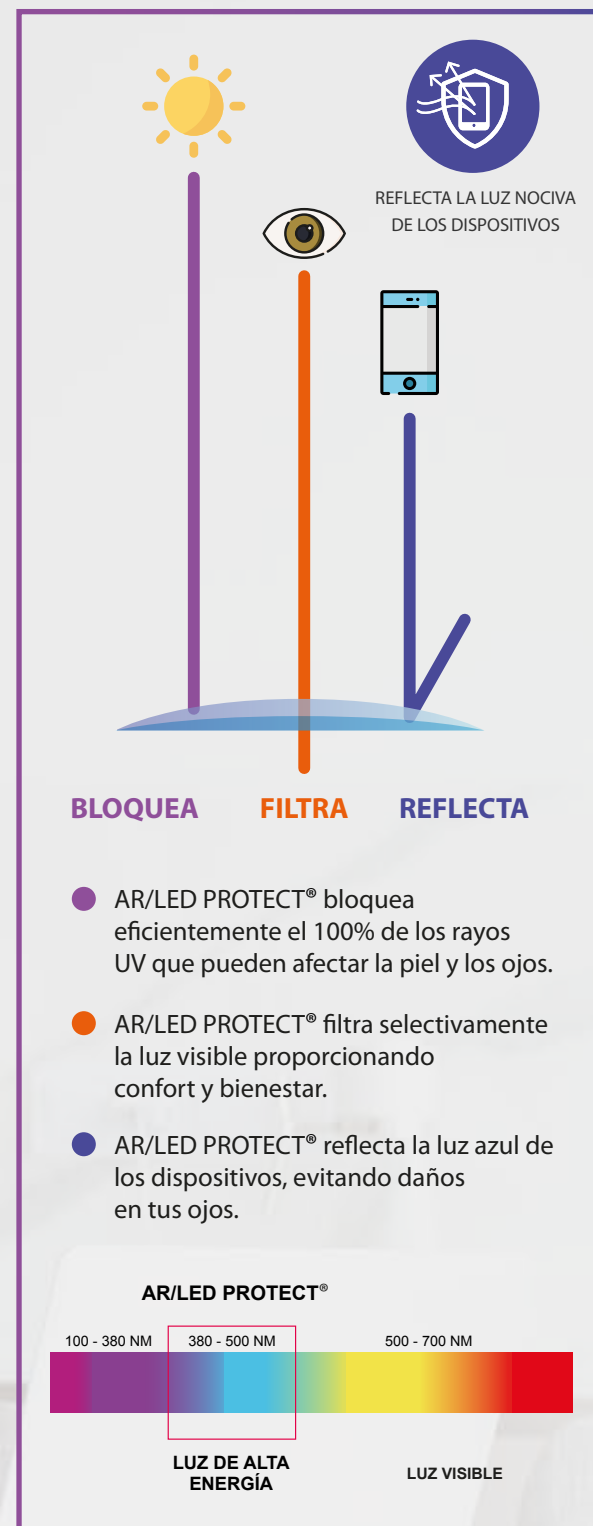 REFLECTA LA LUZ NOCIVA
DE LOS DISPOSITIVOS
BLOQUEA FILTRA REFLECTA
AR/LED PROTECT® bloquea
eficientemente el 100% de los rayos
UV que pueden afectar la piel y los ojos.
AR/LED PROTECT® filtra selectivamente
la luz visible proporcionando
confort y bienestar.
AR/LED PROTECT® reflecta la luz azul de
los dispositivos, evitando daños
en tus ojos.
AR/LED PROTECT®
100 - 380 NM 380 - 500 NM 500 - 700 NM
LUZ DE ALTA
ENERGÍA
LUZ VISIBLE